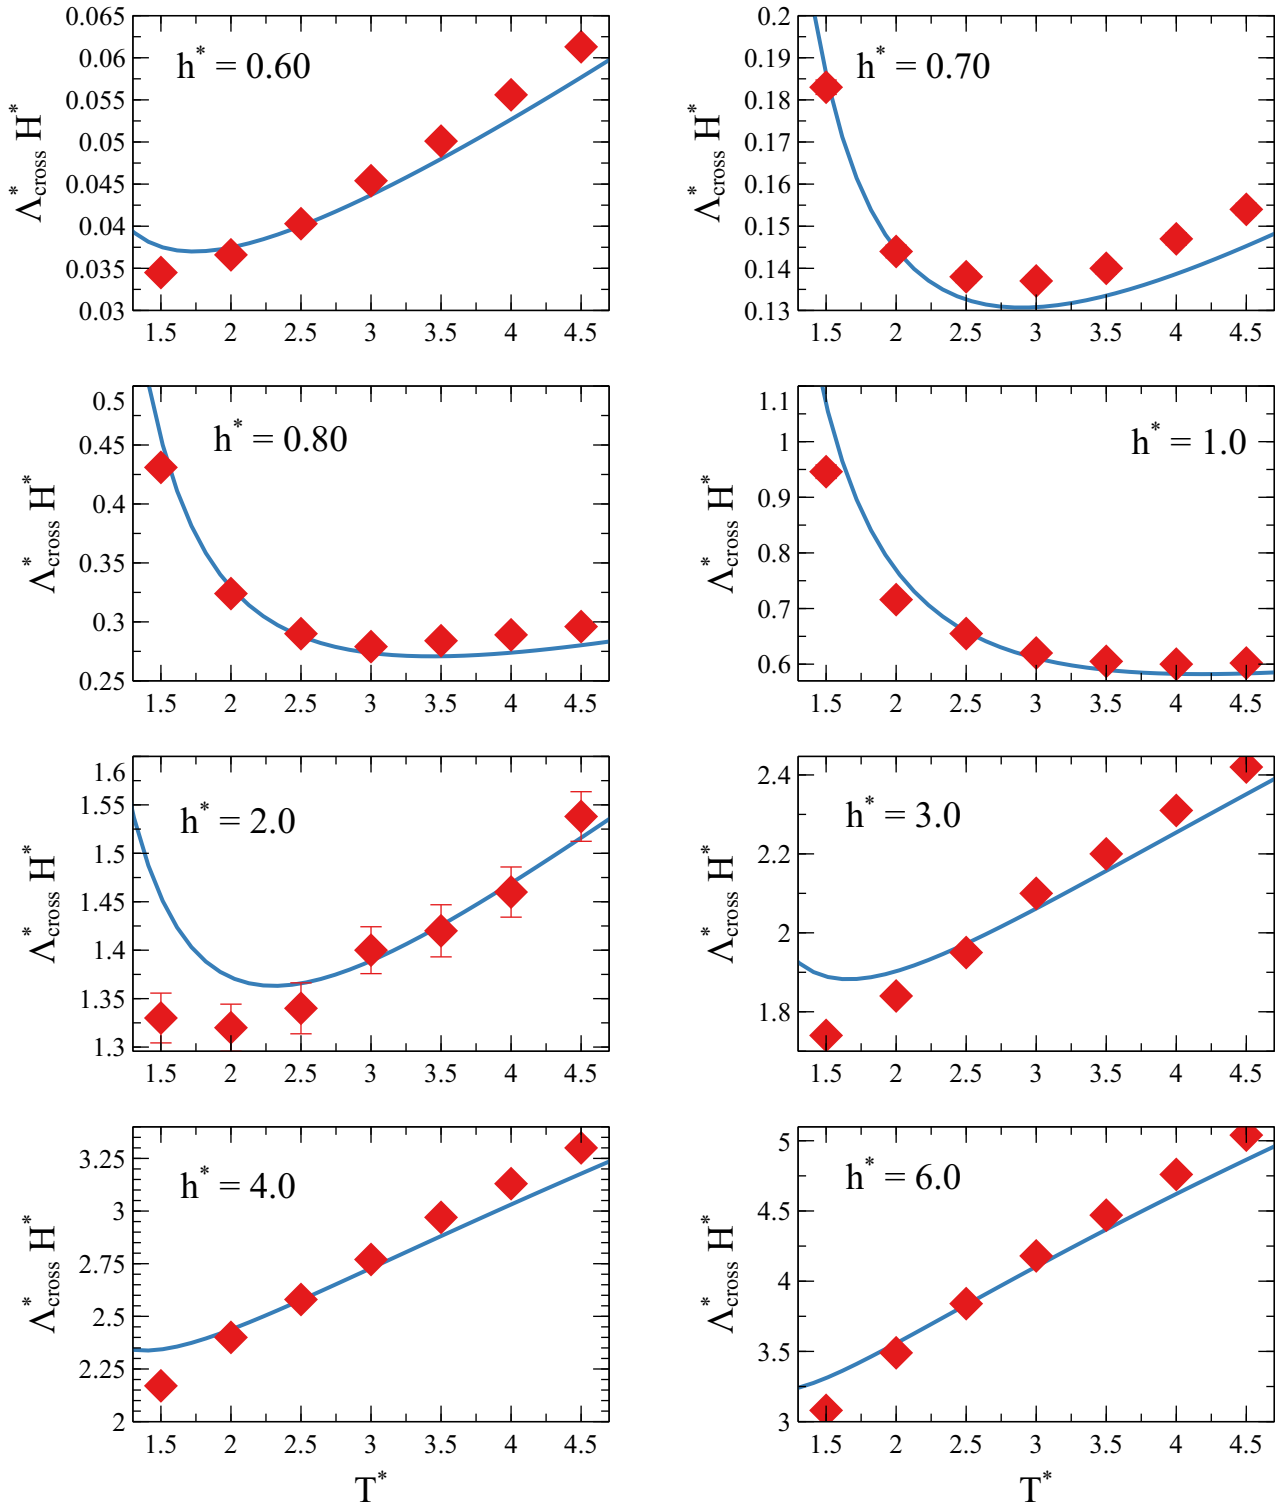 h* = 0.60
Λ*cross H*
0.065
0.06
0.055
0.05
0.045
0.04
0.035
0.03
1.5 2 2.5 3 3.5 4 4.5
h* = 0.70
Λ*cross H*
0.2
0.19
0.18
0.17
0.16
0.15
0.14
0.13
1.5 2 2.5 3 3.5 4 4.5
h* = 0.80
Λ*cross H*
0.5
0.45
0.4
0.35
0.3
0.25
1.5 2 2.5 3 3.5 4 4.5
h* = 1.0
Λ*cross H*
1.1
1
0.9
0.8
0.7
0.6
1.5 2 2.5 3 3.5 4 4.5
h* = 2.0
Λ*cross H*
1.6
1.55
1.5
1.45
1.4
1.35
1.3
1.5 2 2.5 3 3.5 4 4.5
h* = 3.0
Λ*cross H*
2.4
2.2
2
1.8
1.5 2 2.5 3 3.5 4 4.5
h* = 4.0
Λ*cross H*
3.25
3
2.75
2.5
2.25
2
1.5 2 2.5 3 3.5 4 4.5
T*
h* = 6.0
Λ*cross H*
5
4.5
4
3.5
3
1.5 2 2.5 3 3.5 4 4.5
T*